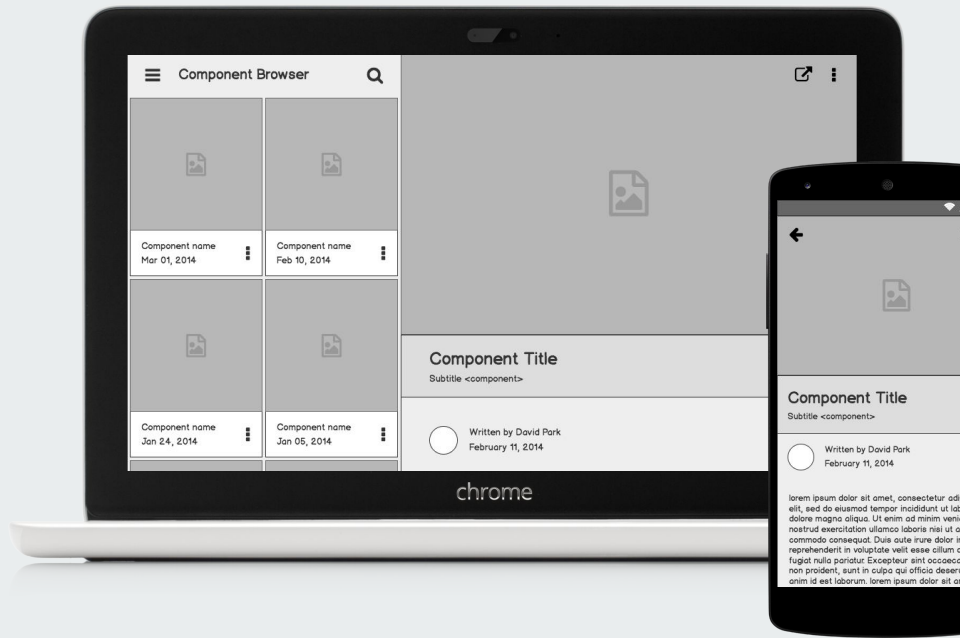 Component Browser
Component name
Mar 01, 2014
Component name
Feb 10, 2014
Component name
Jan 24, 2014
Component name
Jan 05, 2014
Component Title
Subtitle <component>
Written by David Park
February 11, 2014
chrome
Component Title
Subtitle <component>
Written by David Park
February 11, 2014
lorem ipsum dolor sit amet, consectetur
elit, sed do eiusmod tempor incididunt ut
dolore magna aliqua. Ut enim ad minim
nostrud exercitation ullamco laboris nisi ut
commodo consequat. Duis aute irure dolor
reprehenderit in voluptate velit esse cillum
fugiat nulla pariatur. Excepteur sint
non proident, sunt in culpa qui officia
anim id est laborum. lorem ipsum dolor sit